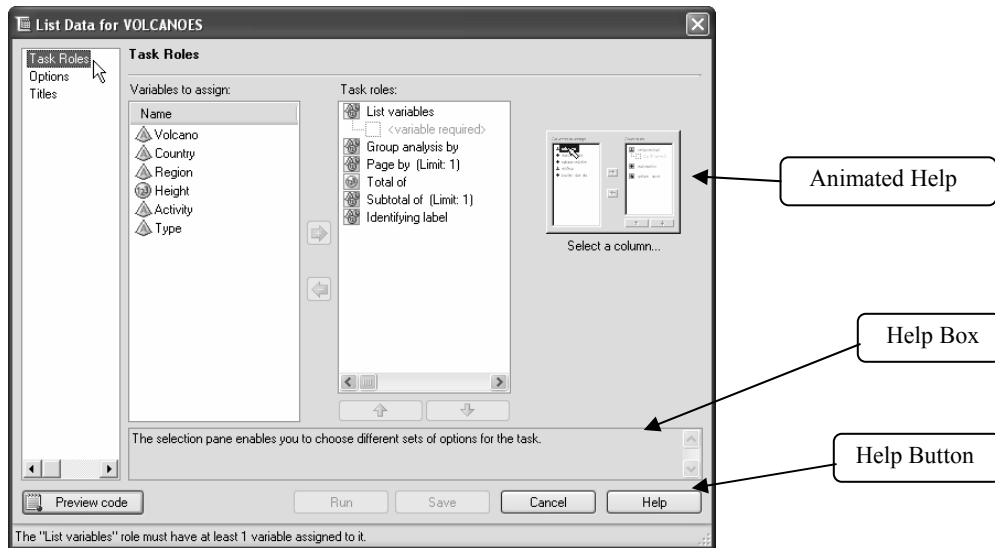 List Data for VOLCANOES
Task Roles
Options
Titles
Task Roles
Variables to assign:
Name
Volcano
Country
Region
Height
Activity
Type
Task roles:
List variables
<variable required>
Group analysis by
Page by (Limit: 1)
Total of
Subtotal of (Limit: 1)
Identifying label
Select a column...
Animated Help
Help Box
Help Button
The selection pane enables you to choose different sets of options for the task.
Preview code
Run
Save
Cancel
Help
The "List variables" role must have at least 1 variable assigned to it.